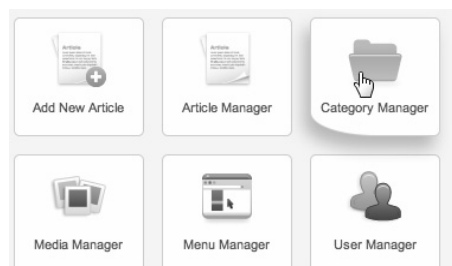 Add New Article
Article Manager
Category Manager
Media Manager
Menu Manager
User Manager